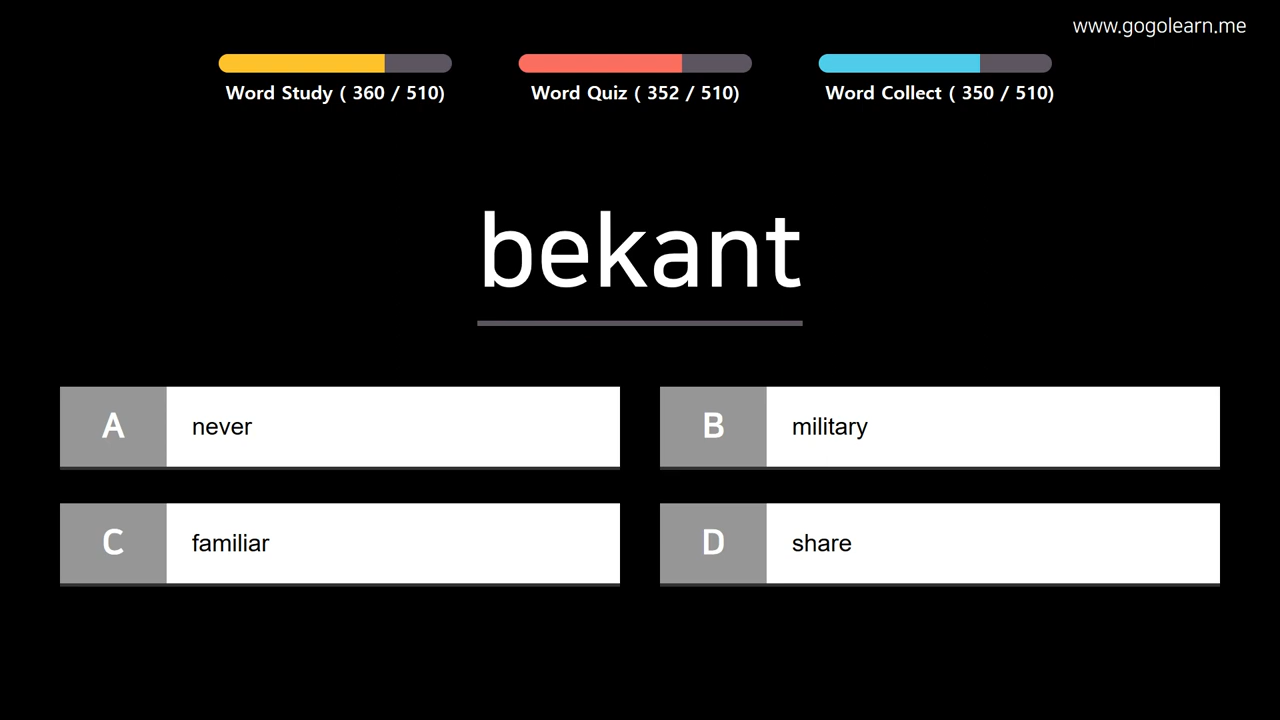 www.gogolearn.me
Word Study ( 360 / 510)
Word Quiz ( 352 / 510)
Word Collect ( 350 / 510)
bekant
A never
B military
C familiar
D share